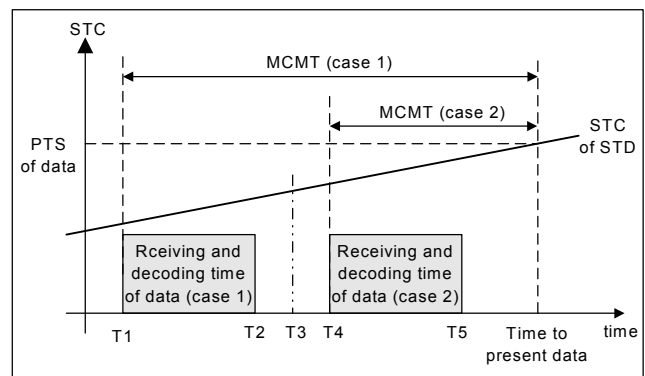 STC
MCMT (case 1)
MCMT (case 2)
STC
of STD
PTS
of data
Rceiving and
decoding time
of data (case 1)
Receiving and
decoding time
of data (case 2)
T1
T2
T3
T4
T5
Time to
present data
time